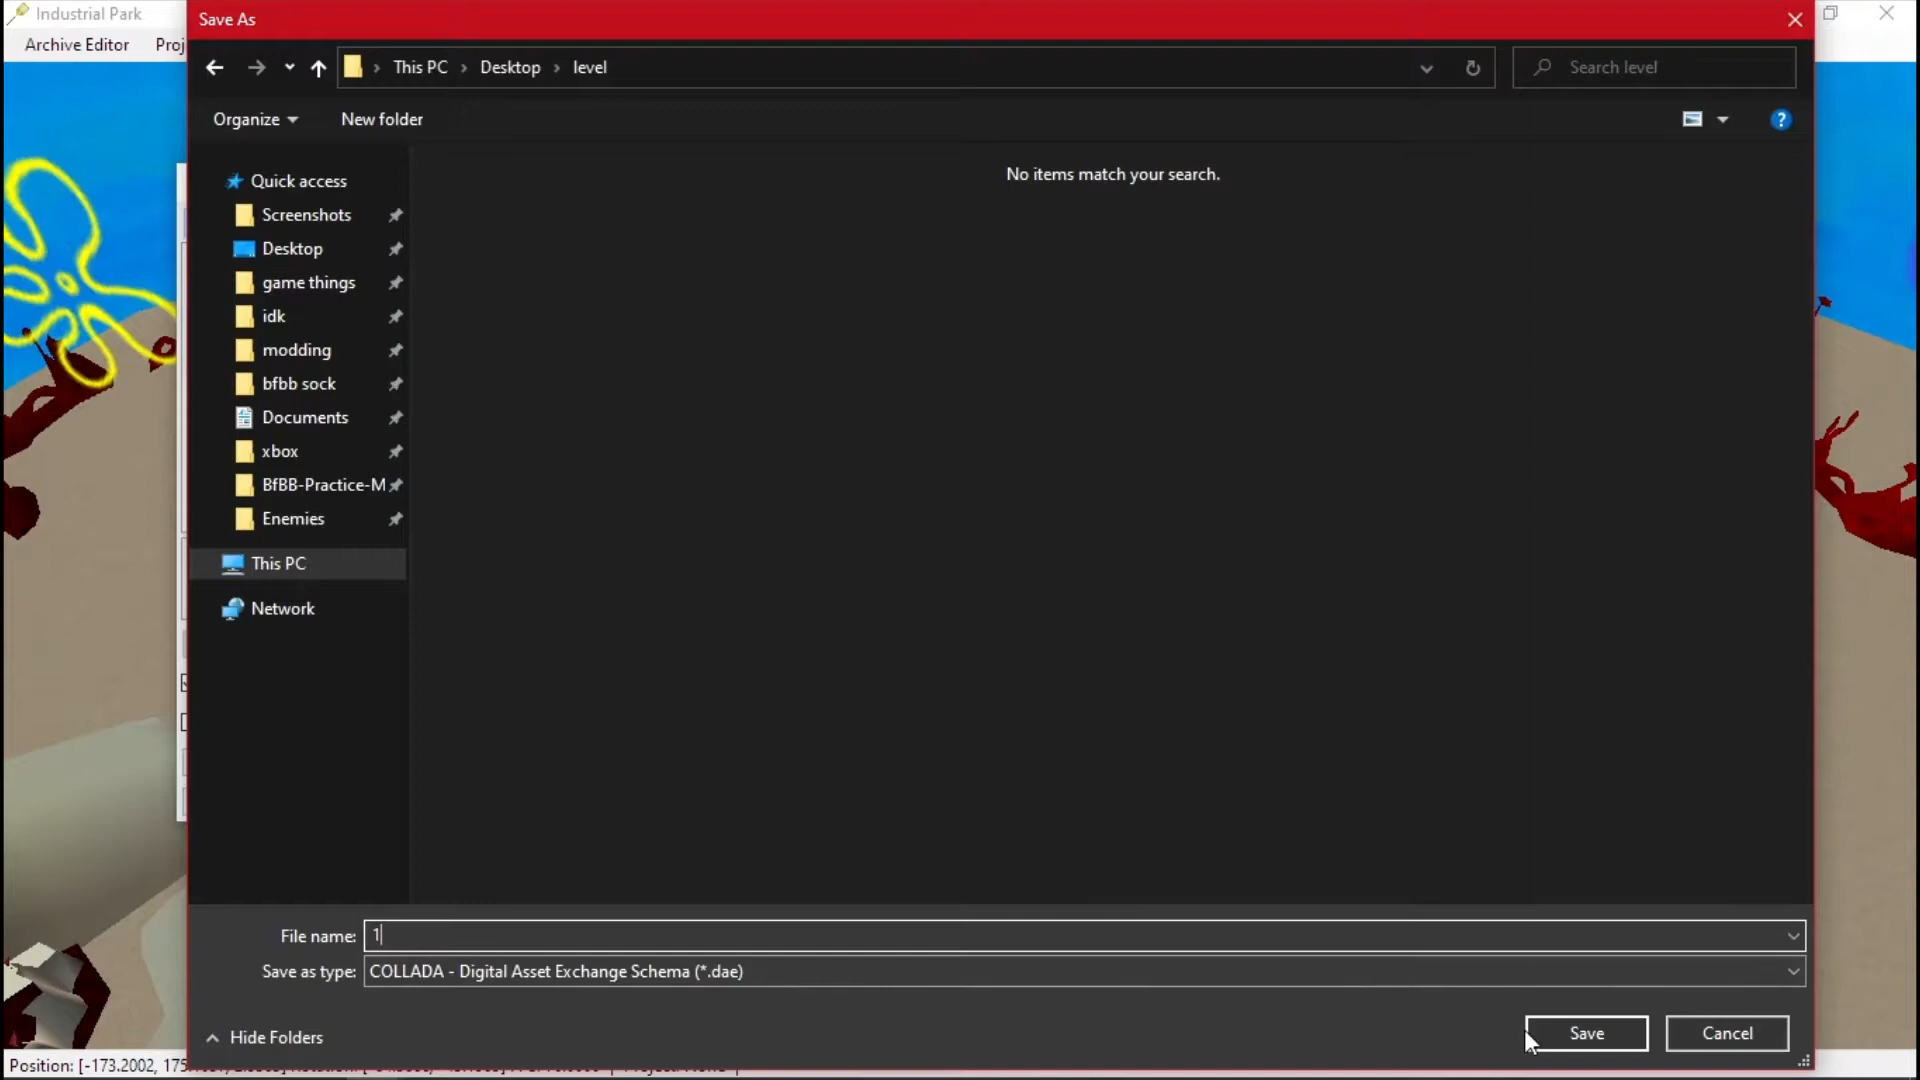 Industrial Park
Save As
Archive Editor
Proj
This PC
Desktop
level
Search level
Organize
New folder
?
No items match your search.
Quick access
Screenshots
Desktop
game things
idk
modding
bfbb sock
Documents
xbox
BfBB-Practice-M
Enemies
This PC
Network
File name: 1
Save as type: COLLADA - Digital Asset Exchange Schema (*.dae)
Hide Folders
Save
Cancel
Position: [-173.2002, 175